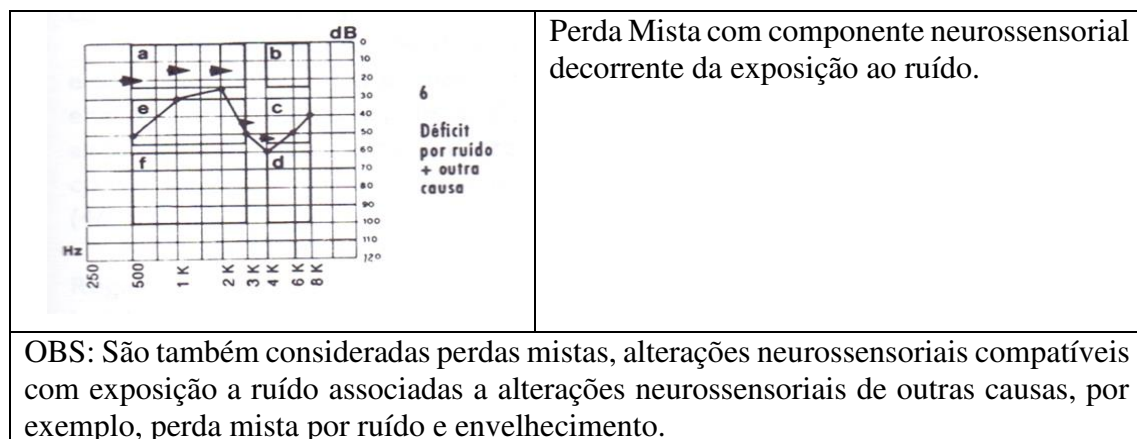 dB
a b
e c
f d
0
10
20
30
40
50
60
70
80
90
100
110
120
Hz
250
500
1 K
2 K
3 K
4 K
6 K
8 K
6
Déficit
por ruído
+ outra
causa
Perda Mista com componente neurossensorial
decorrente da exposição ao ruído.
OBS: São também consideradas perdas mistas, alterações neurossensoriais compatíveis
com exposição a ruído associadas a alterações neurossensoriais de outras causas, por
exemplo, perda mista por ruído e envelhecimento.